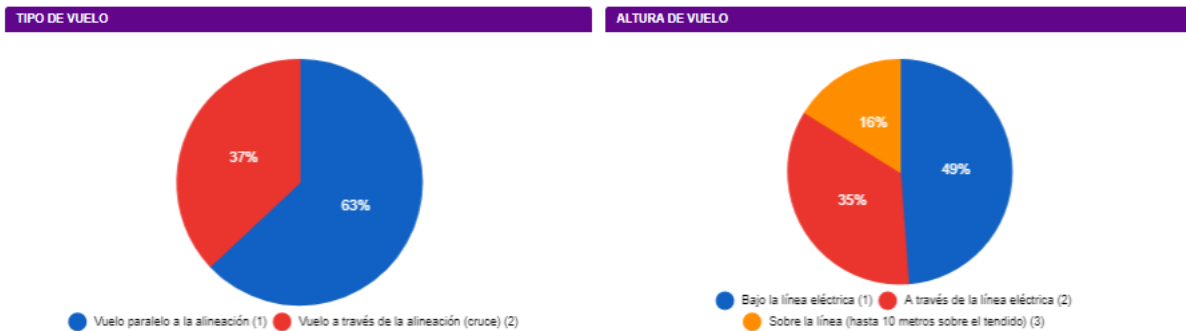 TIPO DE VUELO
37%
63%
Vuelo paralelo a la alineación (1) Vuelo a través de la alineación (cruce) (2)
ALTURA DE VUELO
16%
49%
35%
Bajo la línea eléctrica (1) A través de la línea eléctrica (2)
Sobre la línea (hasta 10 metros sobre el tendido) (3)